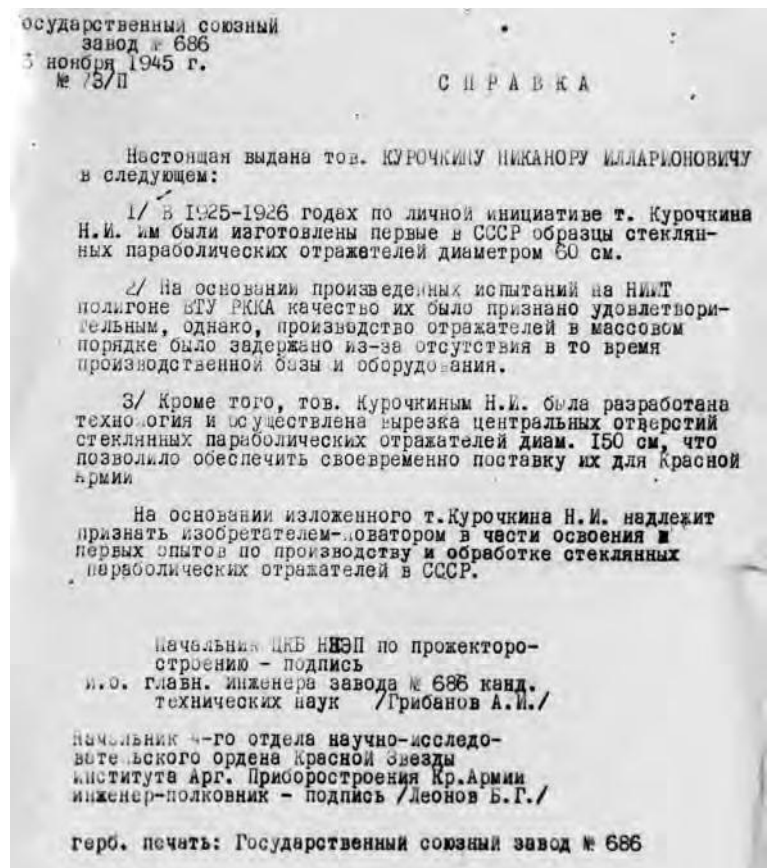 осударственный союзный
завод № 686
ноября 1945 г.
№ 73/П
С П Р А В К А
Настоящая выдана тов. КУРОЧКИНУ НИКАНОРУ ИЛЛАРИОНОВИЧУ
в следующем:
1/ В 1925-1926 годах по личной инициативе т. Курочкина
Н.И. им были изготовлены первые в СССР образцы стеклян-
ных параболических отражателей диаметром 60 см.
2/ На основании произведенных испытаний на
полигоне ВТУ РККА качество их было признано удовлетвори-
тельным, однако, производство отражателей в массовом
порядке было задержано из-за отсутствия в то время
производственной базы и оборудования.
3/ Кроме того, тов. Курочкиным Н.И. была разработана
технология и осуществлена вырезка центральных отверстий
стеклянных параболических отражателей диам. 150 см, что
позволило обеспечить своевременно поставку их для Красной
Армии
На основании изложенного т.Курочкина Н.И. надлежит
признать изобретателем-новатором в части освоения и
первых опытов по производству и обработке стеклянных
параболических отражателей в СССР.
Начальник ЦКБ НИЭП по прожекторо-
строению - подпись
и.о. главн. инженера завода № 686 канд.
технических наук /Грибанов А.И./
Начальник 4-го отдела научно-исследо-
вательского ордена Красной Звезды
института Арт. Приборостроения Кр.Армии
инженер-полковник - подпись /Леонов Б.Г./
герб. печать: Государственный союзный завод № 686